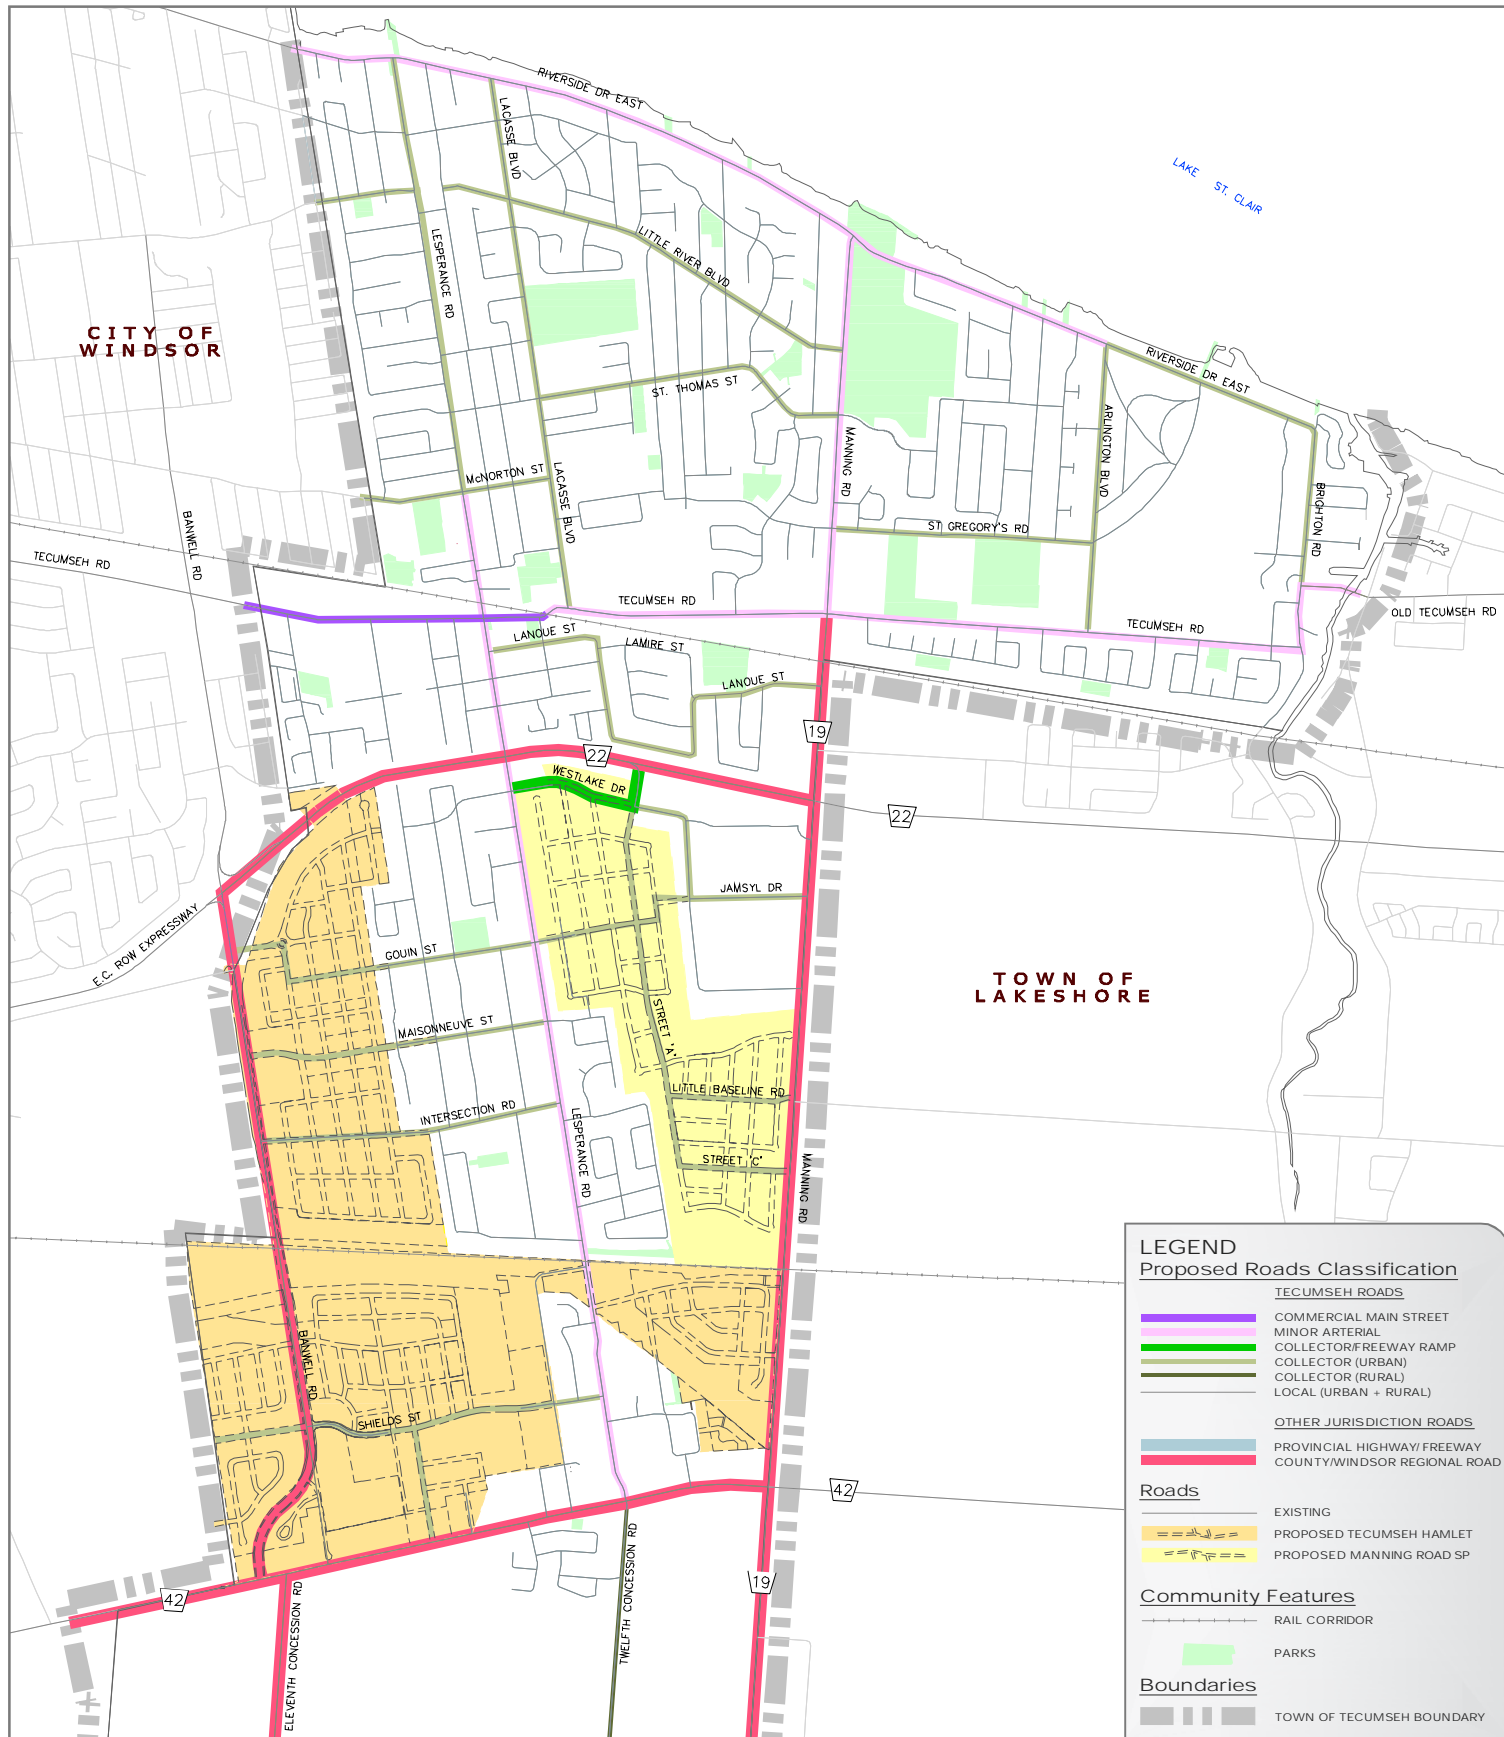 RIVERSIDE DR EAST
LACASSE BLVD
LAKE ST. CLAIR
LESPERANCE RD
LITTLE RIVER BLVD
CITY OF
WINDSOR
RIVERSIDE DR EAST
ST. THOMAS ST
ARLINGTON BLVD
MANNING RD
McNORTON ST
LACASSE BLVD
BRIGHTON RD
BANWELL RD
ST GREGORY'S RD
TECUMSEH RD
TECUMSEH RD
OLD TECUMSEH RD
TECUMSEH RD
LANOUE ST
LAMIRE ST
LANOUE ST
19
22
WESTLAKE DR
22
JAMSYL DR
E.C. ROW EXPRESSWAY
GOUIN ST
TOWN OF
LAKESHORE
STREET 'A'
MAISONNEUVE ST
LITTLE BASELINE RD
INTERSECTION RD
LESPERANCE RD
STREET 'C'
MANNING RD
BANWELL RD
SHIELDS ST
42
42
19
ELEVENTH CONCESSION RD
TWELFTH CONCESSION RD
LEGEND
Proposed Roads Classification
TECUMSEH ROADS
COMMERCIAL MAIN STREET
MINOR ARTERIAL
COLLECTOR/FREEWAY RAMP
COLLECTOR (URBAN)
COLLECTOR (RURAL)
LOCAL (URBAN + RURAL)
OTHER JURISDICTION ROADS
PROVINCIAL HIGHWAY/ FREEWAY
COUNTY/WINDSOR REGIONAL ROAD
Roads
EXISTING
PROPOSED TECUMSEH HAMLET
PROPOSED MANNING ROAD SP
Community Features
RAIL CORRIDOR
PARKS
Boundaries
TOWN OF TECUMSEH BOUNDARY